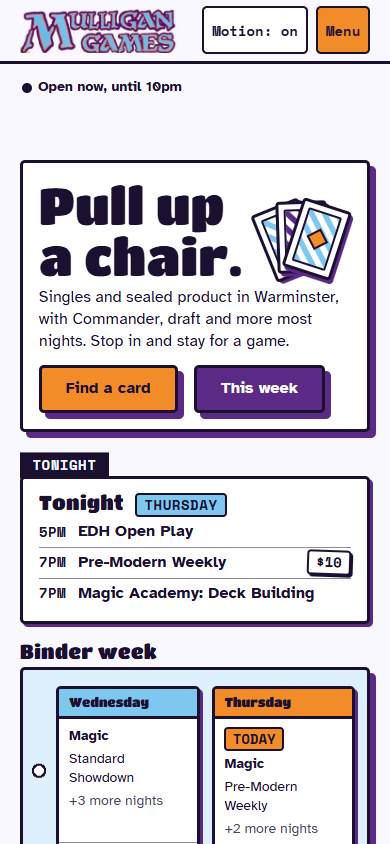 Mulligan Games
Motion: on
Menu
Open now, until 10pm
Pull up
a chair.
Singles and sealed product in Warminster,
with Commander, draft and more most
nights. Stop in and stay for a game.
Find a card
This week
TONIGHT
Tonight
THURSDAY
5PM EDH Open Play
7PM Pre-Modern Weekly
$10
7PM Magic Academy: Deck Building
Binder week
Wednesday
Magic
Standard
Showdown
+3 more nights
Thursday
TODAY
Magic
Pre-Modern
Weekly
+2 more nights